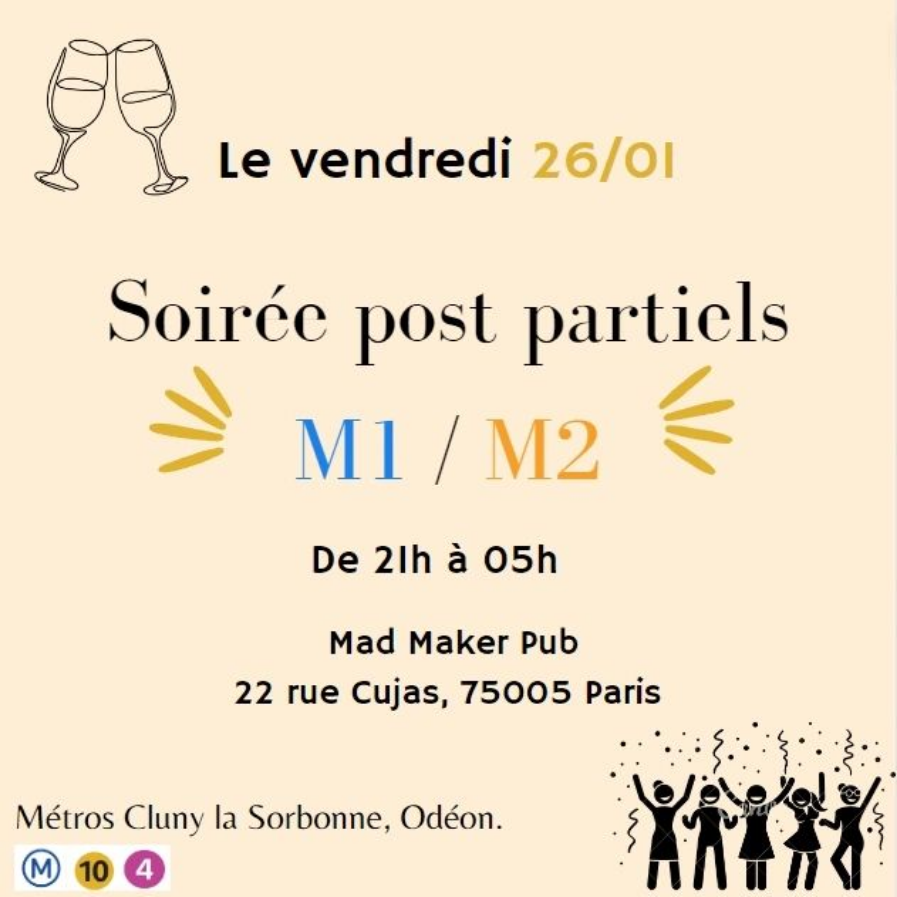 Le vendredi 26/01
Soirée post partiels
M1 / M2
De 21h à 05h
Mad Maker Pub
22 rue Cujas, 75005 Paris
Métros Cluny la Sorbonne, Odéon.
M 10 4